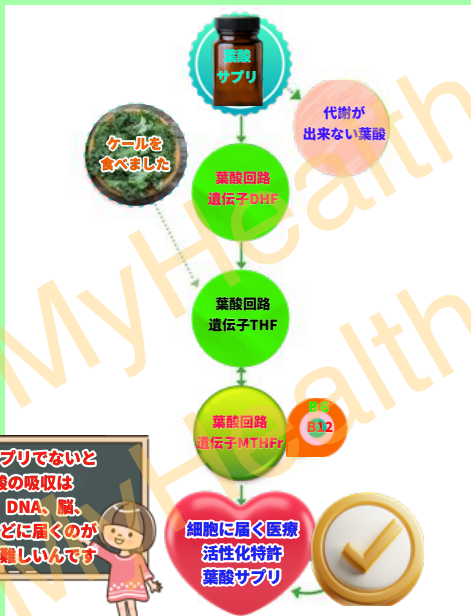 葉酸
サプリ
代謝が
出来ない葉酸
ケールを
食べました
葉酸回路
遺伝子DHF
葉酸回路
遺伝子THF
葉酸回路
遺伝子MTHFr
B6
B12
プリでないと
酸の吸収は
DNA、脳、
どに届くのが
難しいんです
細胞に届く医療
活性化特許
葉酸サプリ
MyHealth
MyHealth